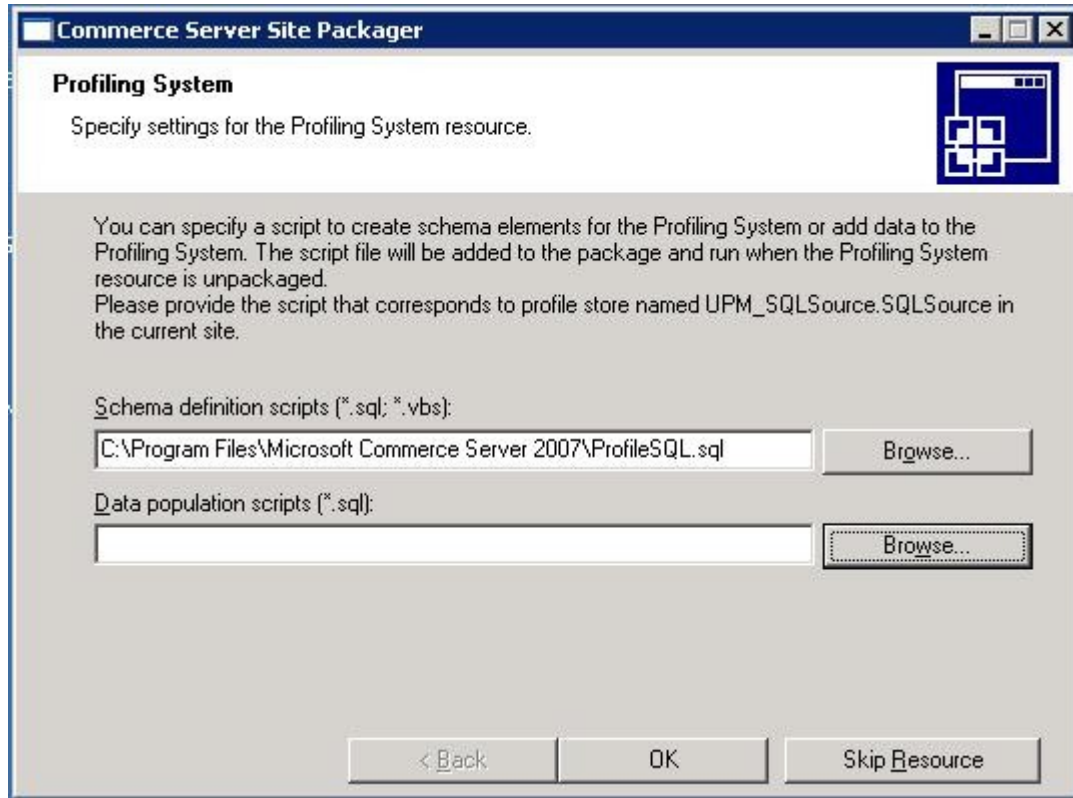 Commerce Server Site Packager
Profiling System
Specify settings for the Profiling System resource.
You can specify a script to create schema elements for the Profiling System or add data to the
Profiling System. The script file will be added to the package and run when the Profiling System
resource is unpackaged.
Please provide the script that corresponds to profile store named UPM_SQLSource.SQLSource in
the current site.
Schema definition scripts (*.sql; *.vbs):
C:\Program Files\Microsoft Commerce Server 2007\ProfileSQL.sql
Browse...
Data population scripts (*.sql):
Browse...
< Back
OK
Skip Resource